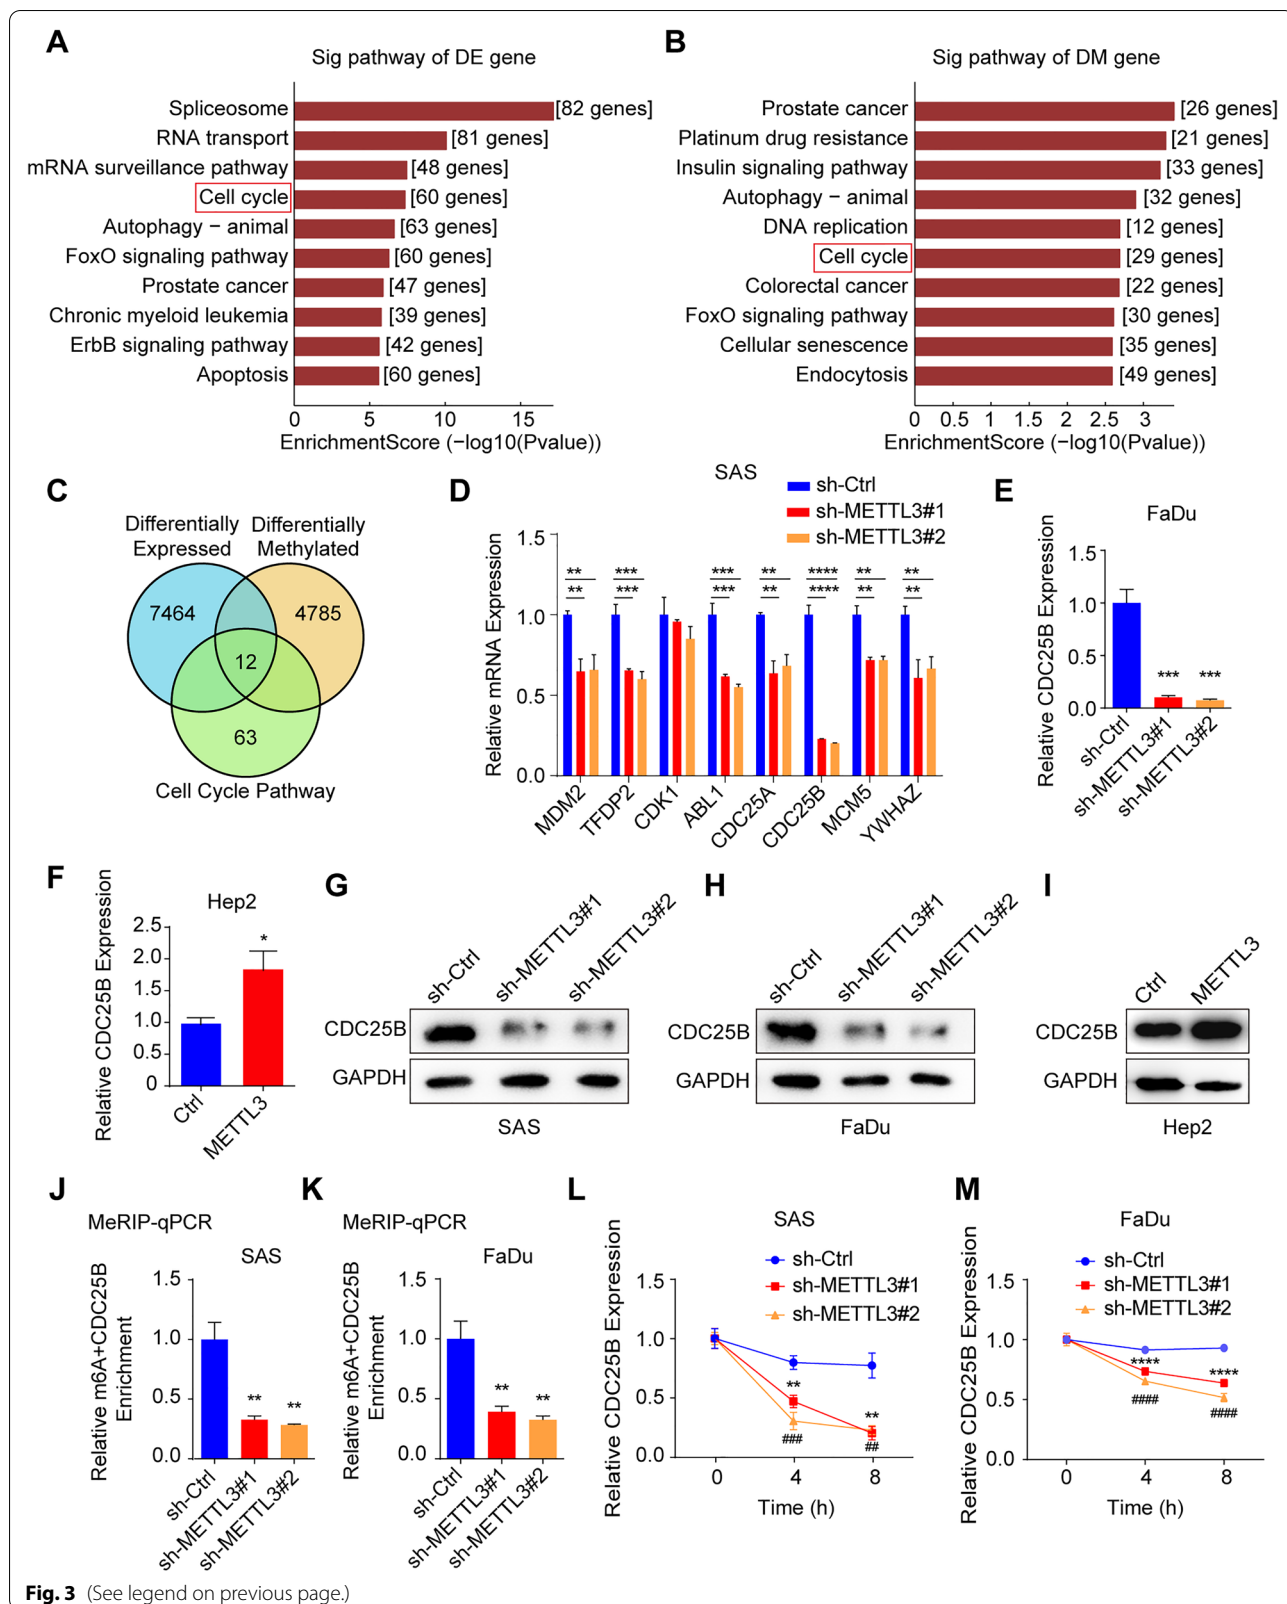 A
Sig pathway of DE gene
Spliceosome [82 genes]
RNA transport [81 genes]
mRNA surveillance pathway [48 genes]
Cell cycle [60 genes]
Autophagy − animal [63 genes]
FoxO signaling pathway [60 genes]
Prostate cancer [47 genes]
Chronic myeloid leukemia [39 genes]
ErbB signaling pathway [42 genes]
Apoptosis [60 genes]
0 5 10 15
EnrichmentScore (−log10(Pvalue))
B
Sig pathway of DM gene
Prostate cancer [26 genes]
Platinum drug resistance [21 genes]
Insulin signaling pathway [33 genes]
Autophagy − animal [32 genes]
DNA replication [12 genes]
Cell cycle [29 genes]
Colorectal cancer [22 genes]
FoxO signaling pathway [30 genes]
Cellular senescence [35 genes]
Endocytosis [49 genes]
0 0.5 1 1.5 2 2.5 3
EnrichmentScore (−log10(Pvalue))
C
Differentially Differentially
Expressed Methylated
7464 4785
12
63
Cell Cycle Pathway
D
SAS
sh-Ctrl
sh-METTL3#1
sh-METTL3#2
Relative mRNA Expression
1.5
1.0
0.5
0.0
** *** *** ** **** ** **
** *** *** ** **** ** **
MDM2 TFDP2 CDK1 ABL1 CDC25A CDC25B MCM5 YWHAZ
E
FaDu
Relative CDC25B Expression
1.5
1.0
0.5
0.0
*** ***
sh-Ctrl sh-METTL3#1 sh-METTL3#2
F
Hep2
Relative CDC25B Expression
2.5
2.0
1.5
1.0
0.5
0
*
Ctrl METTL3
G
sh-Ctrl sh-METTL3#1 sh-METTL3#2
CDC25B
GAPDH
SAS
H
sh-Ctrl sh-METTL3#1 sh-METTL3#2
CDC25B
GAPDH
FaDu
I
Ctrl METTL3
CDC25B
GAPDH
Hep2
J
MeRIP-qPCR
SAS
Relative m6A+CDC25B
Enrichment
1.5
1.0
0.5
0.0
** **
sh-Ctrl sh-METTL3#1 sh-METTL3#2
K
MeRIP-qPCR
FaDu
Relative m6A+CDC25B
Enrichment
1.5
1.0
0.5
0.0
** **
sh-Ctrl sh-METTL3#1 sh-METTL3#2
L
SAS
sh-Ctrl
sh-METTL3#1
sh-METTL3#2
Relative CDC25B Expression
1.5
1.0
0.5
0.0
** **
### ##
0 4 8
Time (h)
M
FaDu
sh-Ctrl
sh-METTL3#1
sh-METTL3#2
Relative CDC25B Expression
1.5
1.0
0.5
0.0
**** ****
#### ####
0 4 8
Time (h)
Fig. 3 (See legend on previous page.)